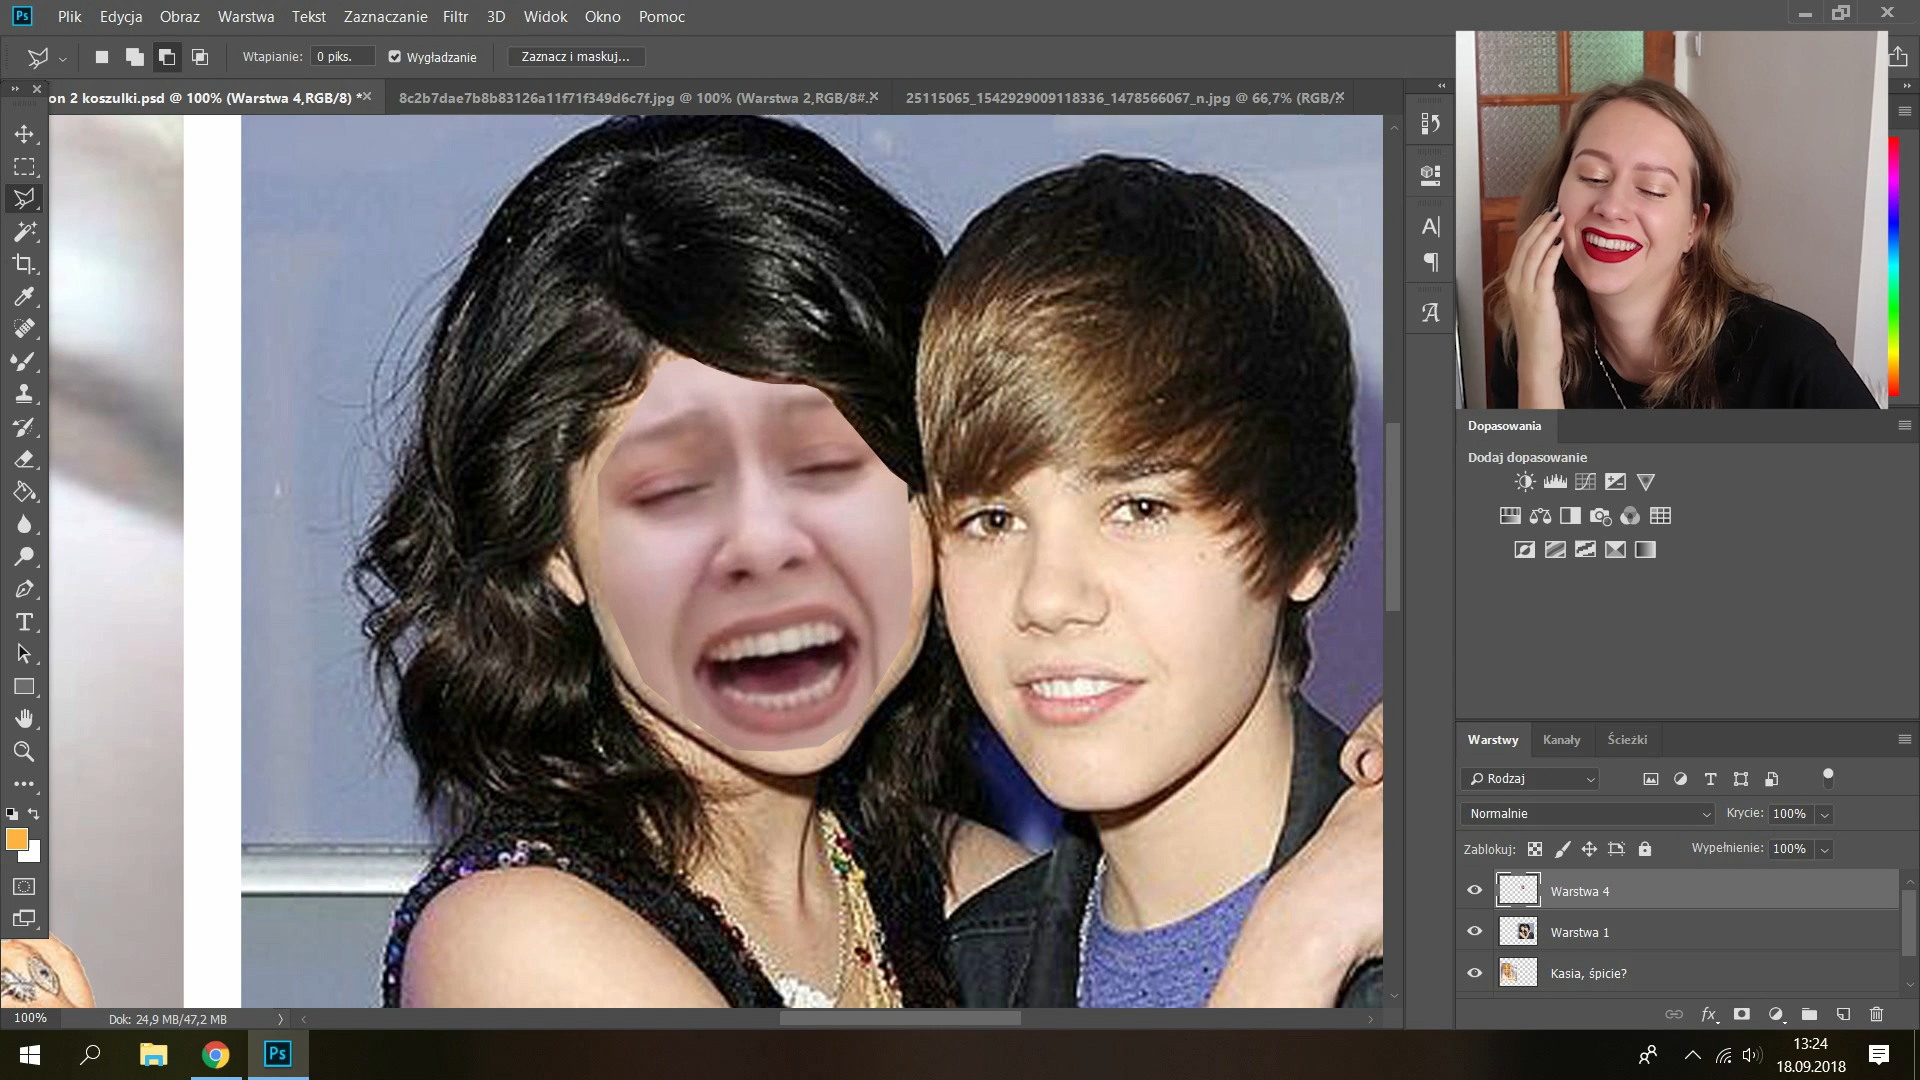 Ps Plik Edycja Obraz Warstwa Tekst Zaznaczanie Filtr 3D Widok Okno Pomoc
Wtapianie: 0 piks. Wygładzanie Zaznacz i maskuj...
on 2 koszulki.psd @ 100% (Warstwa 4,RGB/8) * 8c2b7dae7b8b83126a11f71f349d6c7f.jpg @ 100% (Warstwa 2,RGB/8#... 25115065_1542929009118336_1478566067_n.jpg @ 66,7% (RGB/
Dopasowania
Dodaj dopasowanie
Warstwy Kanały Ścieżki
Rodzaj
Normalnie Krycie: 100%
Zablokuj: Wypełnienie: 100%
Warstwa 4
Warstwa 1
Kasia, śpicie?
fx
100% Dok: 24,9 MB/47,2 MB
Ps
13:24
18.09.2018